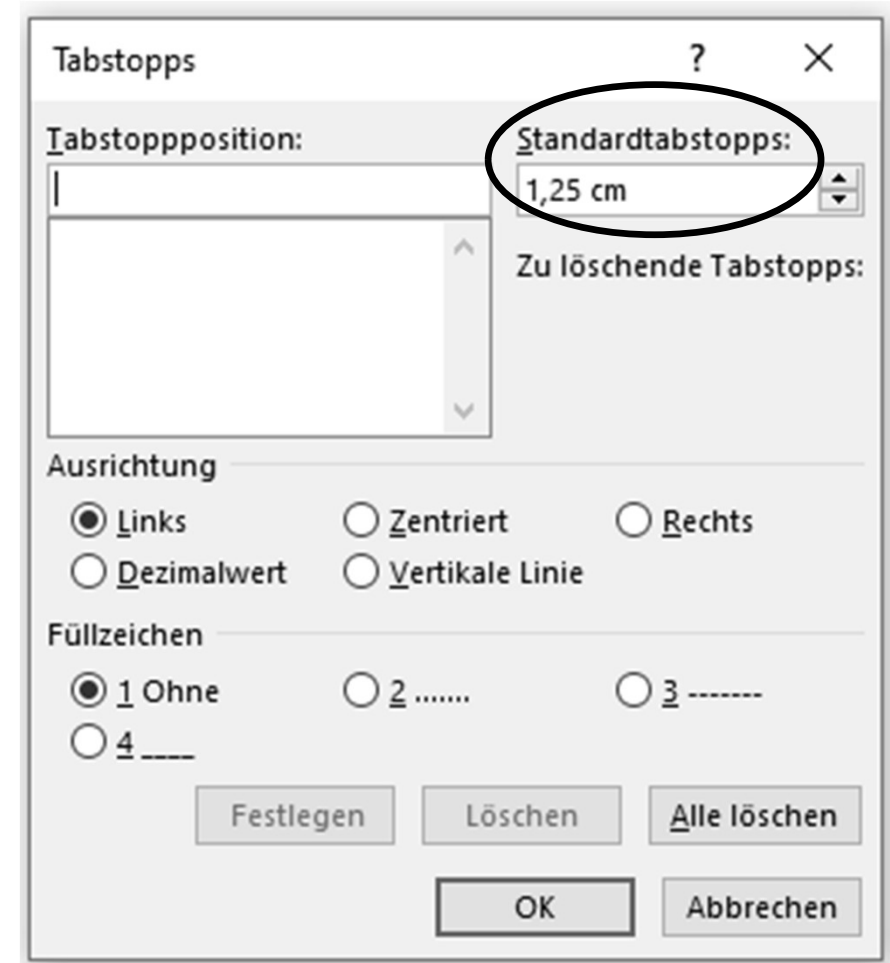 Tabstopps ?
Tabstoppposition: Standardtabstopps:
1,25 cm
Zu löschende Tabstopps:
Ausrichtung
Links Zentriert Rechts
Dezimalwert Vertikale Linie
Füllzeichen
1 Ohne 2 ....... 3 -------
4 ____
Festlegen Löschen Alle löschen
OK Abbrechen